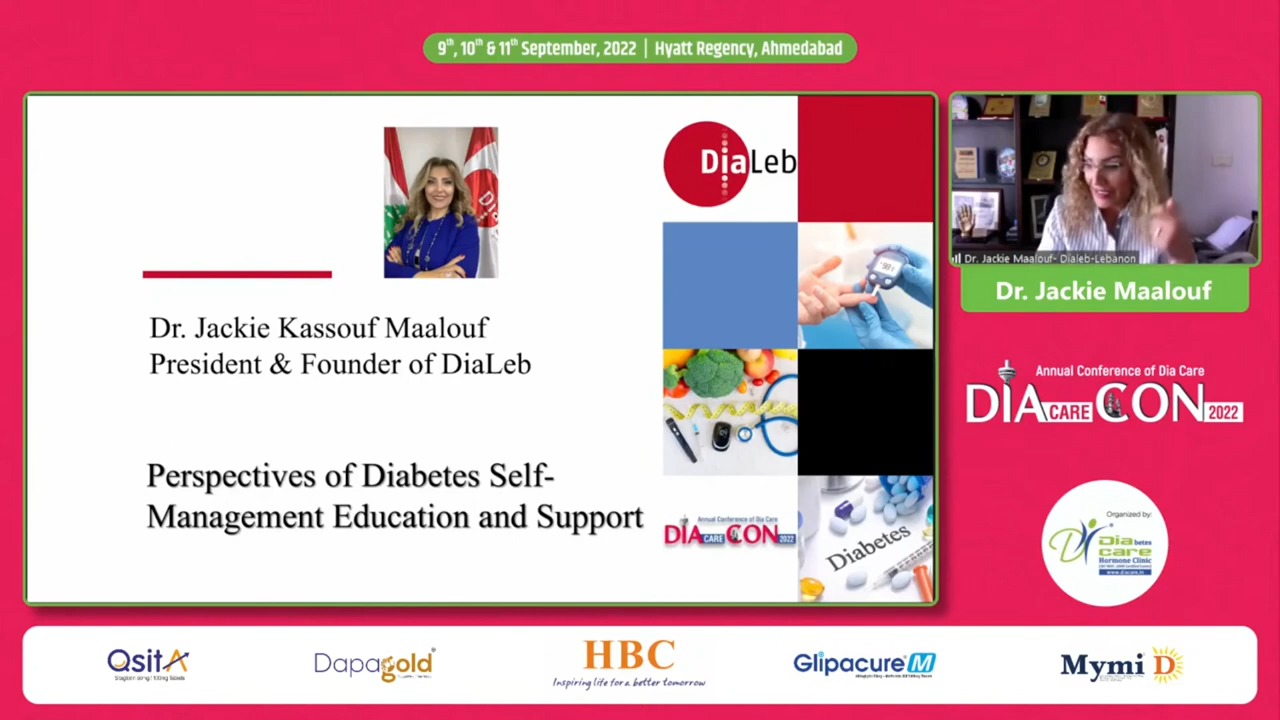 9th, 10th & 11th September, 2022 | Hyatt Regency, Ahmedabad
DiaLeb
Dr. Jackie Kassouf Maalouf
President & Founder of DiaLeb
Perspectives of Diabetes Self-
Management Education and Support
Annual Conference of Dia Care
DIA CARE CON 2022
Diabetes
Dr. Jackie Maalouf- Dialeb-Lebanon
Dr. Jackie Maalouf
Annual Conference of Dia Care
DIA CARE CON 2022
Organized by:
Diabetes
care
Hormone Clinic
www.diacare.in
QsitA
Dapagold
HBC
Inspiring life for a better tomorrow
Glipacure M
Mymi D